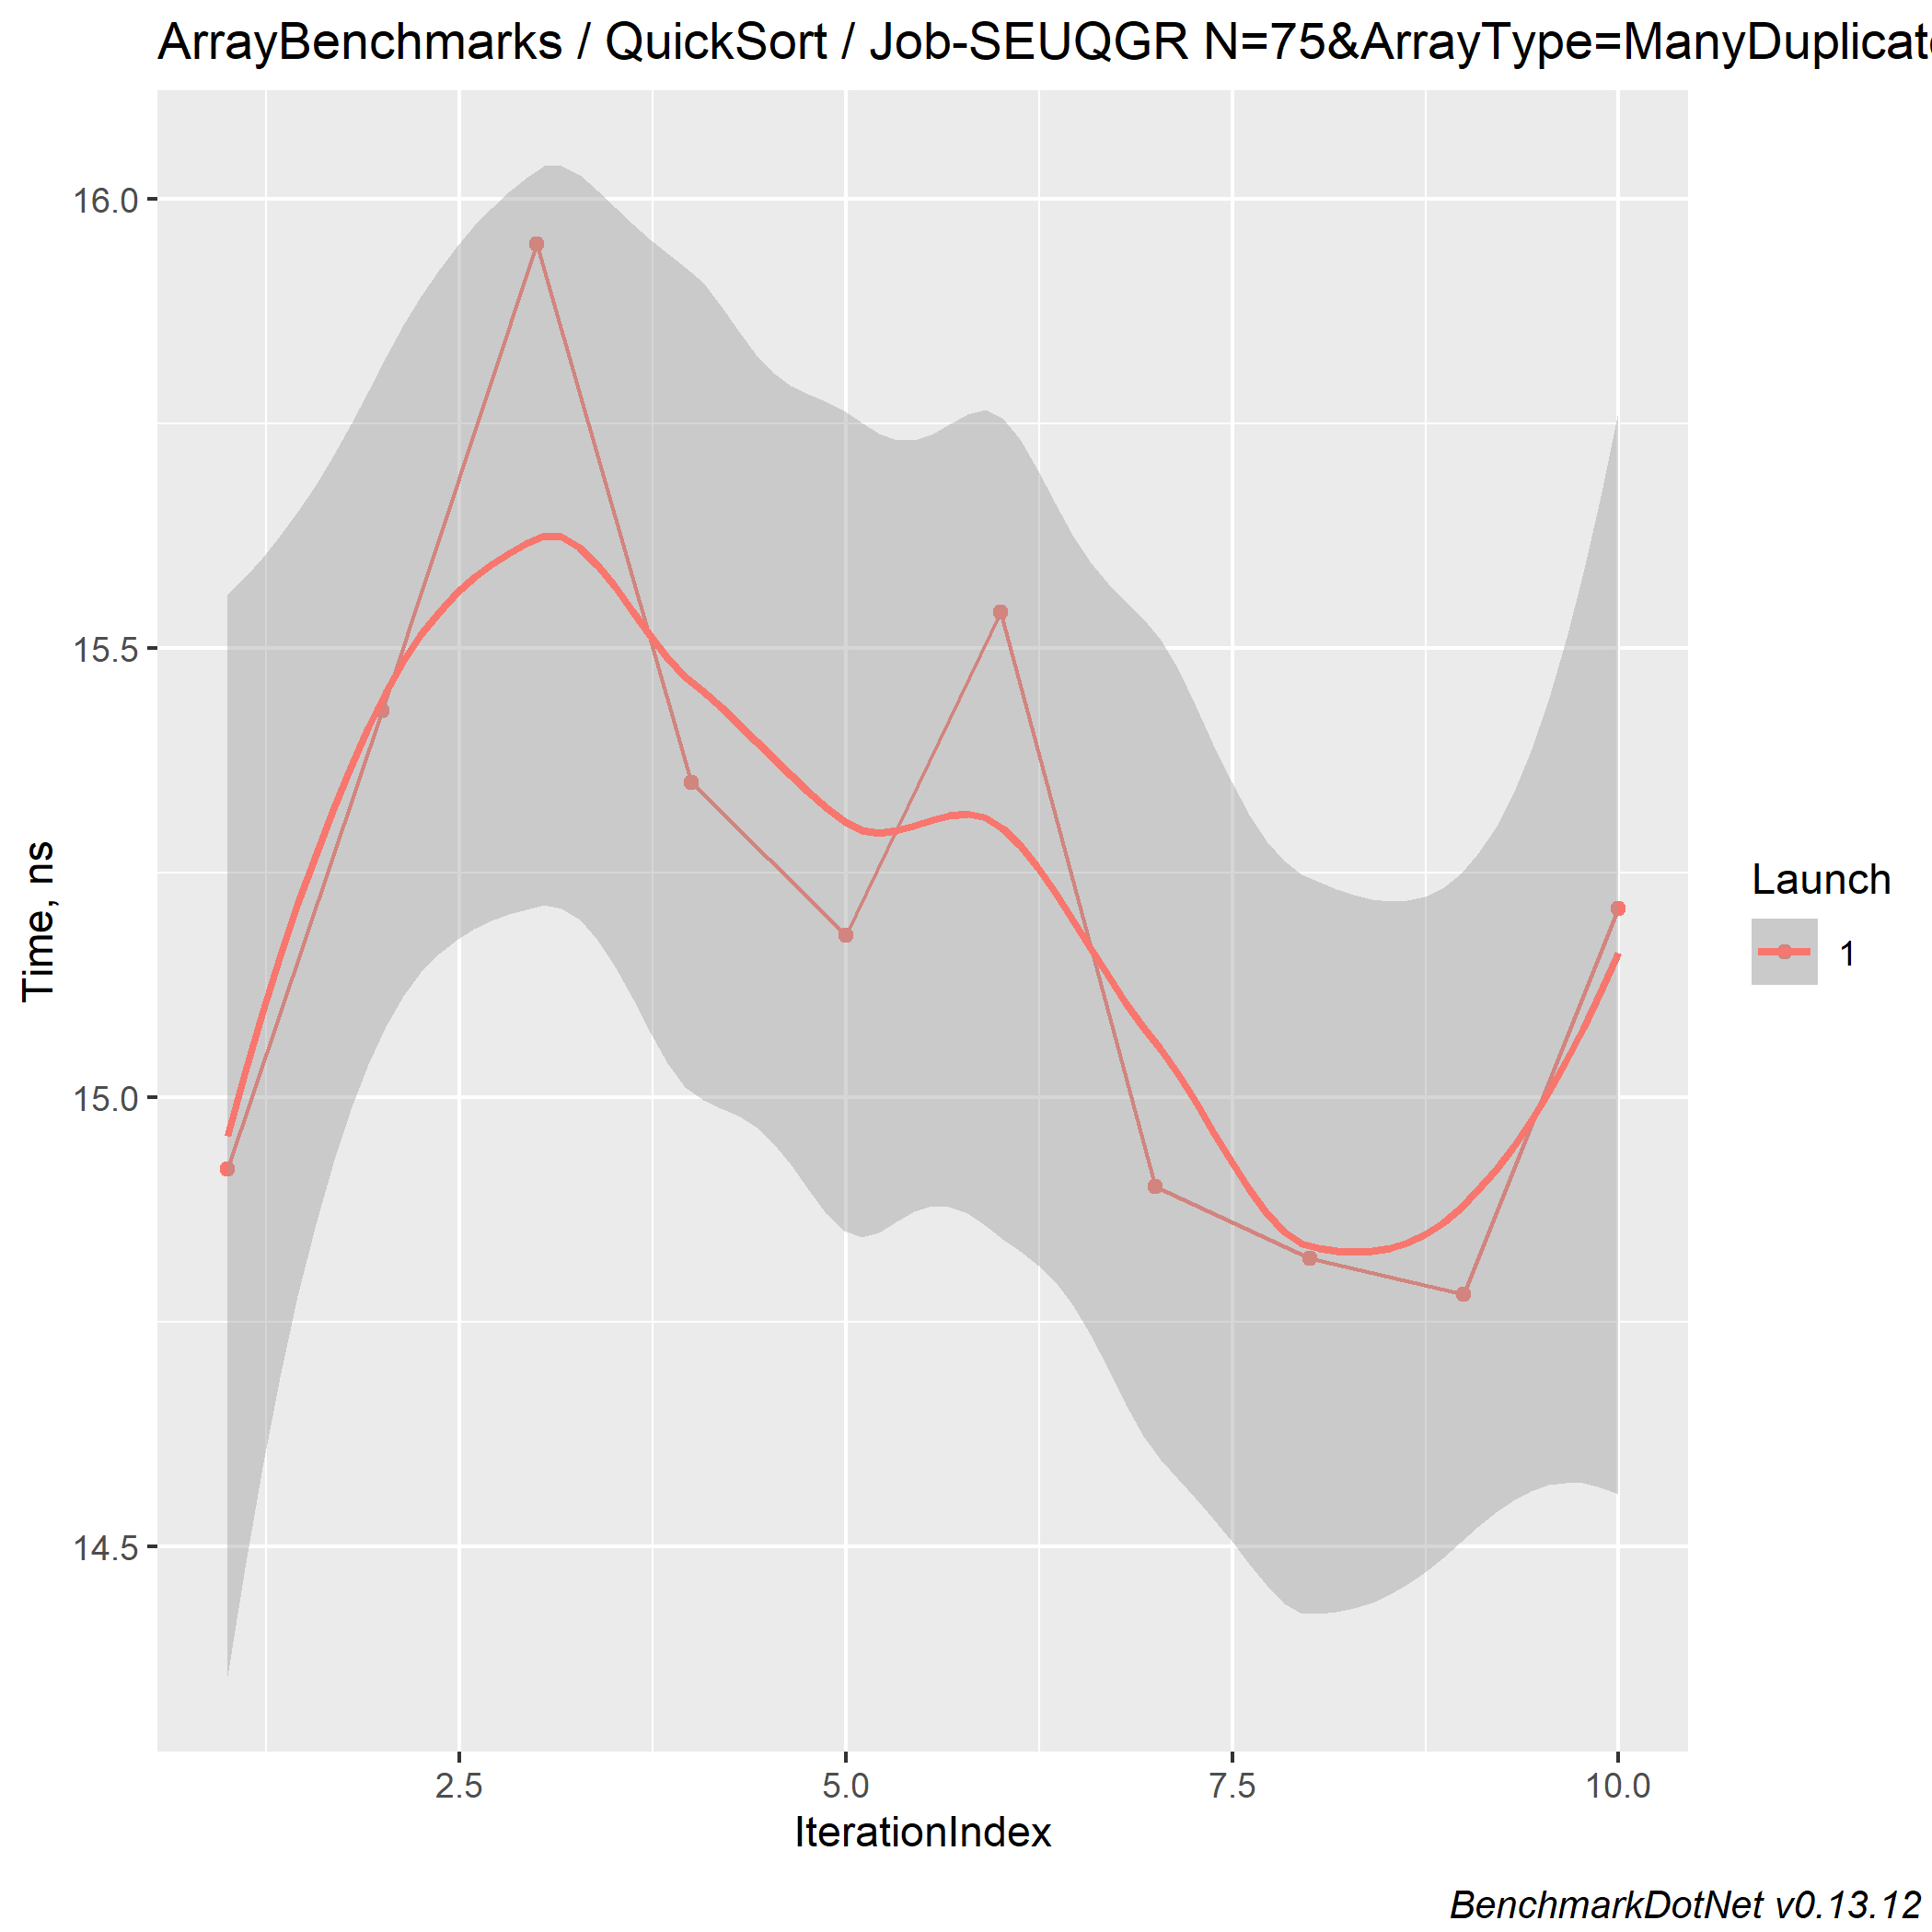 ArrayBenchmarks / QuickSort / Job-SEUQGR N=75&ArrayType=ManyDuplicate
16.0
15.5
15.0
14.5
Time, ns
2.5 5.0 7.5 10.0
IterationIndex
Launch
1
BenchmarkDotNet v0.13.12